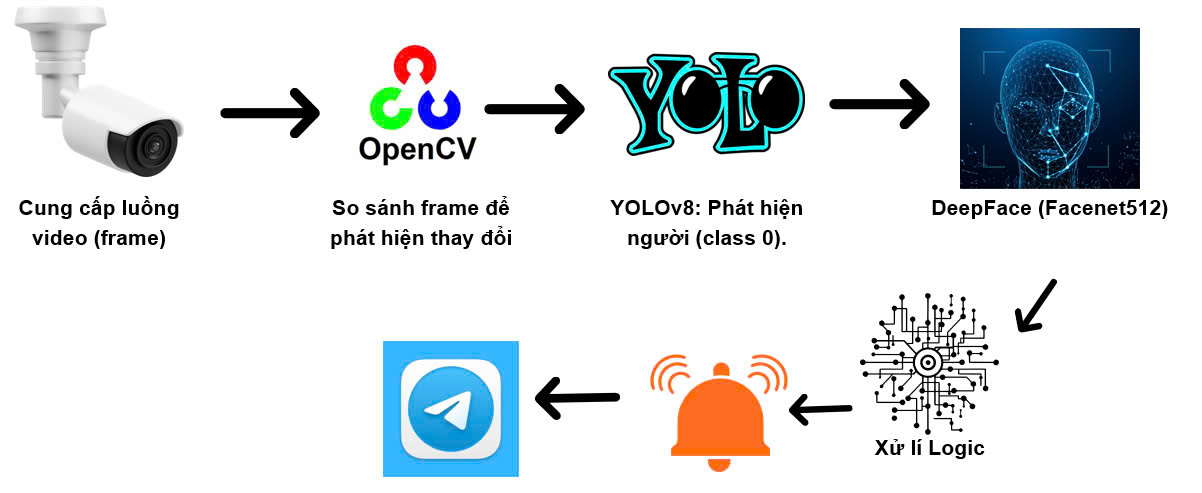 OpenCV
YOLO
Cung cấp luồng
video (frame)
So sánh frame để
phát hiện thay đổi
YOLOv8: Phát hiện
người (class 0).
DeepFace (Facenet512)
Xử lí Logic